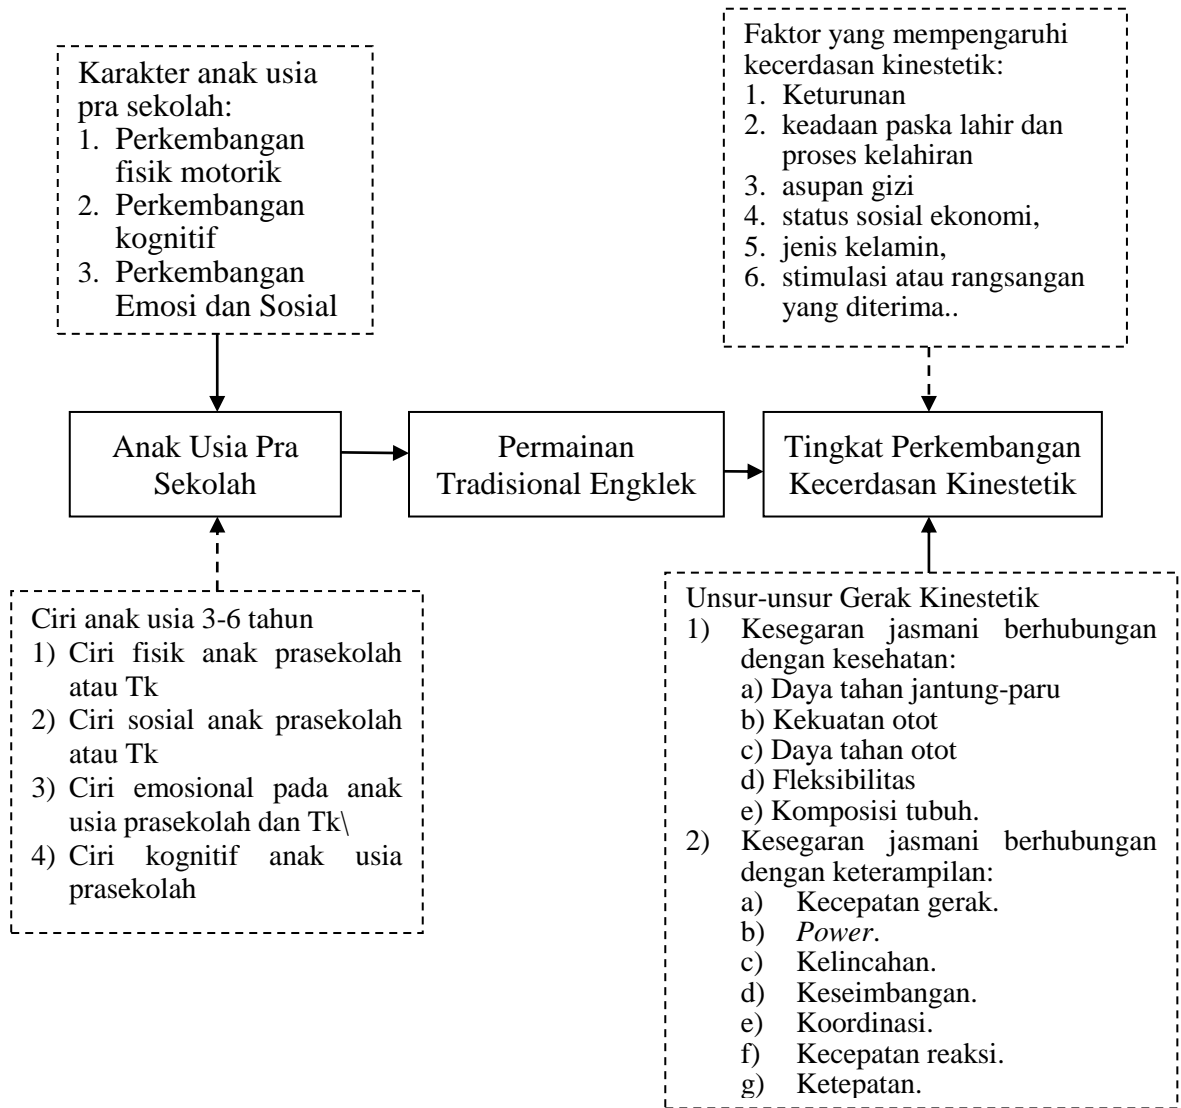 Karakter anak usia
pra sekolah:
1. Perkembangan
fisik motorik
2. Perkembangan
kognitif
3. Perkembangan
Emosi dan Sosial
Faktor yang mempengaruhi
kecerdasan kinestetik:
1. Keturunan
2. keadaan paska lahir dan
proses kelahiran
3. asupan gizi
4. status sosial ekonomi,
5. jenis kelamin,
6. stimulasi atau rangsangan
yang diterima..
Anak Usia Pra
Sekolah
Permainan
Tradisional Engklek
Tingkat Perkembangan
Kecerdasan Kinestetik
Ciri anak usia 3-6 tahun
1) Ciri fisik anak prasekolah
atau Tk
2) Ciri sosial anak prasekolah
atau Tk
3) Ciri emosional pada anak
usia prasekolah dan Tk\
4) Ciri kognitif anak usia
prasekolah
Unsur-unsur Gerak Kinestetik
1) Kesegaran jasmani berhubungan
dengan kesehatan:
a) Daya tahan jantung-paru
b) Kekuatan otot
c) Daya tahan otot
d) Fleksibilitas
e) Komposisi tubuh.
2) Kesegaran jasmani berhubungan
dengan keterampilan:
a) Kecepatan gerak.
b) Power.
c) Kelincahan.
d) Keseimbangan.
e) Koordinasi.
f) Kecepatan reaksi.
g) Ketepatan.